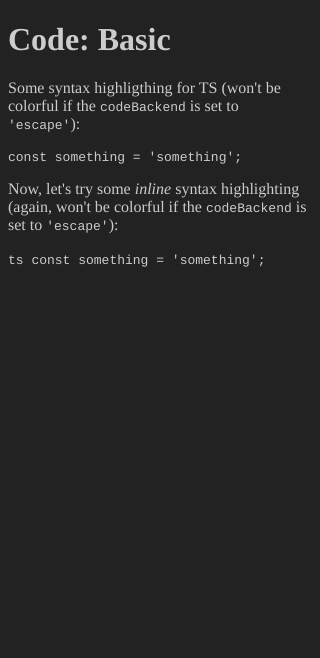 Code: Basic
Some syntax highligthing for TS (won't be
colorful if the codeBackend is set to
'escape'):
const something = 'something';
Now, let's try some inline syntax highlighting
(again, won't be colorful if the codeBackend is
set to 'escape'):
ts const something = 'something';